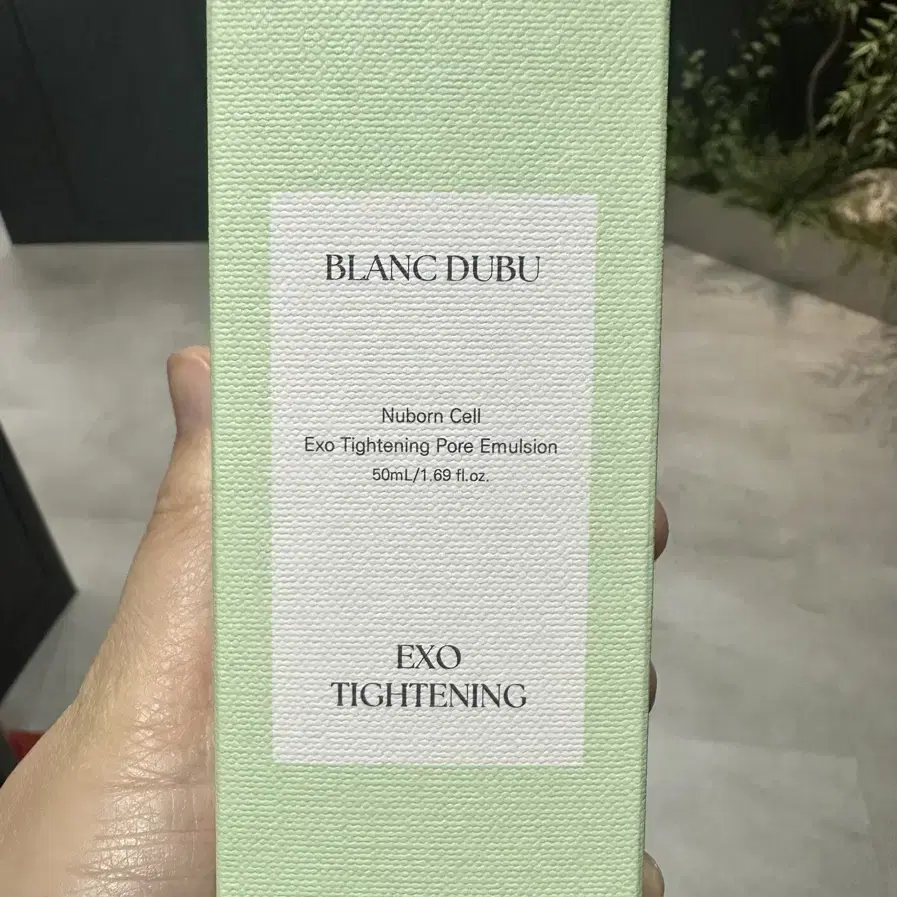 BLANC DUBU
Nuborn Cell
Exo Tightening Pore Emulsion
50mL/1.69 fl.oz.
EXO
TIGHTENING